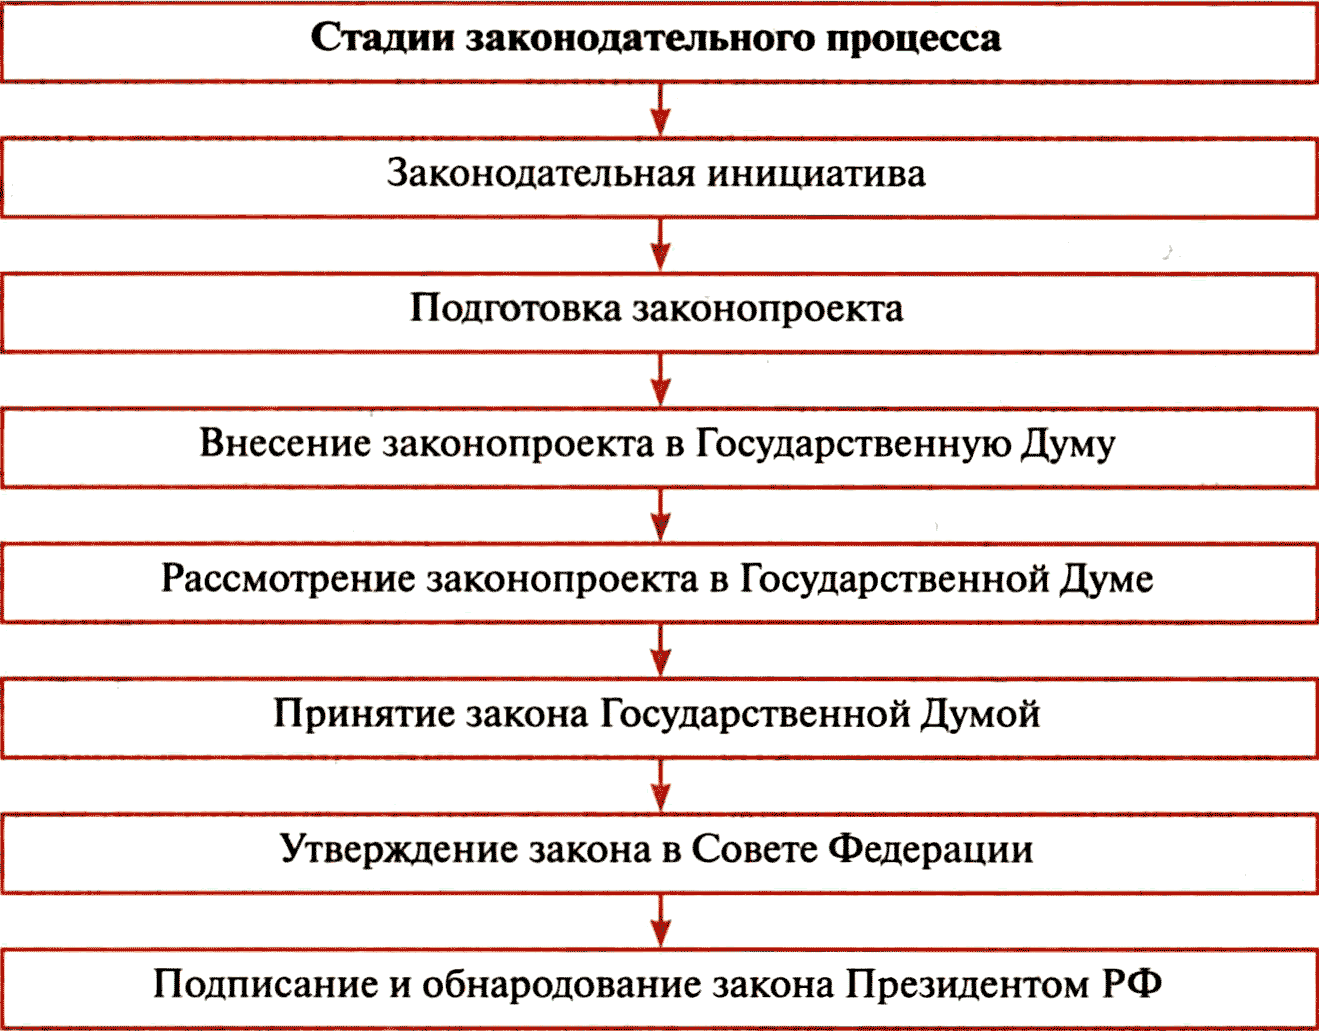 Стадии законодательного процесса
Законодательная инициатива
Подготовка законопроекта
Внесение законопроекта в Государственную Думу
Рассмотрение законопроекта в Государственной Думе
Принятие закона Государственной Думой
Утверждение закона в Совете Федерации
Подписание и обнародование закона Президентом РФ